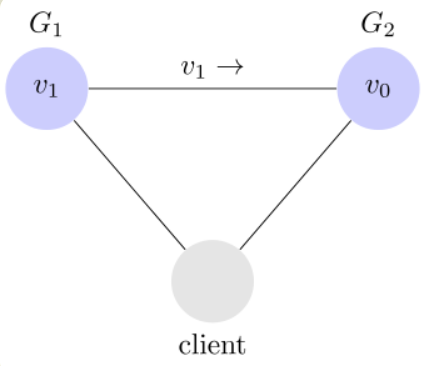 G₁ G₂
v₁ →
v₁ v₀
client